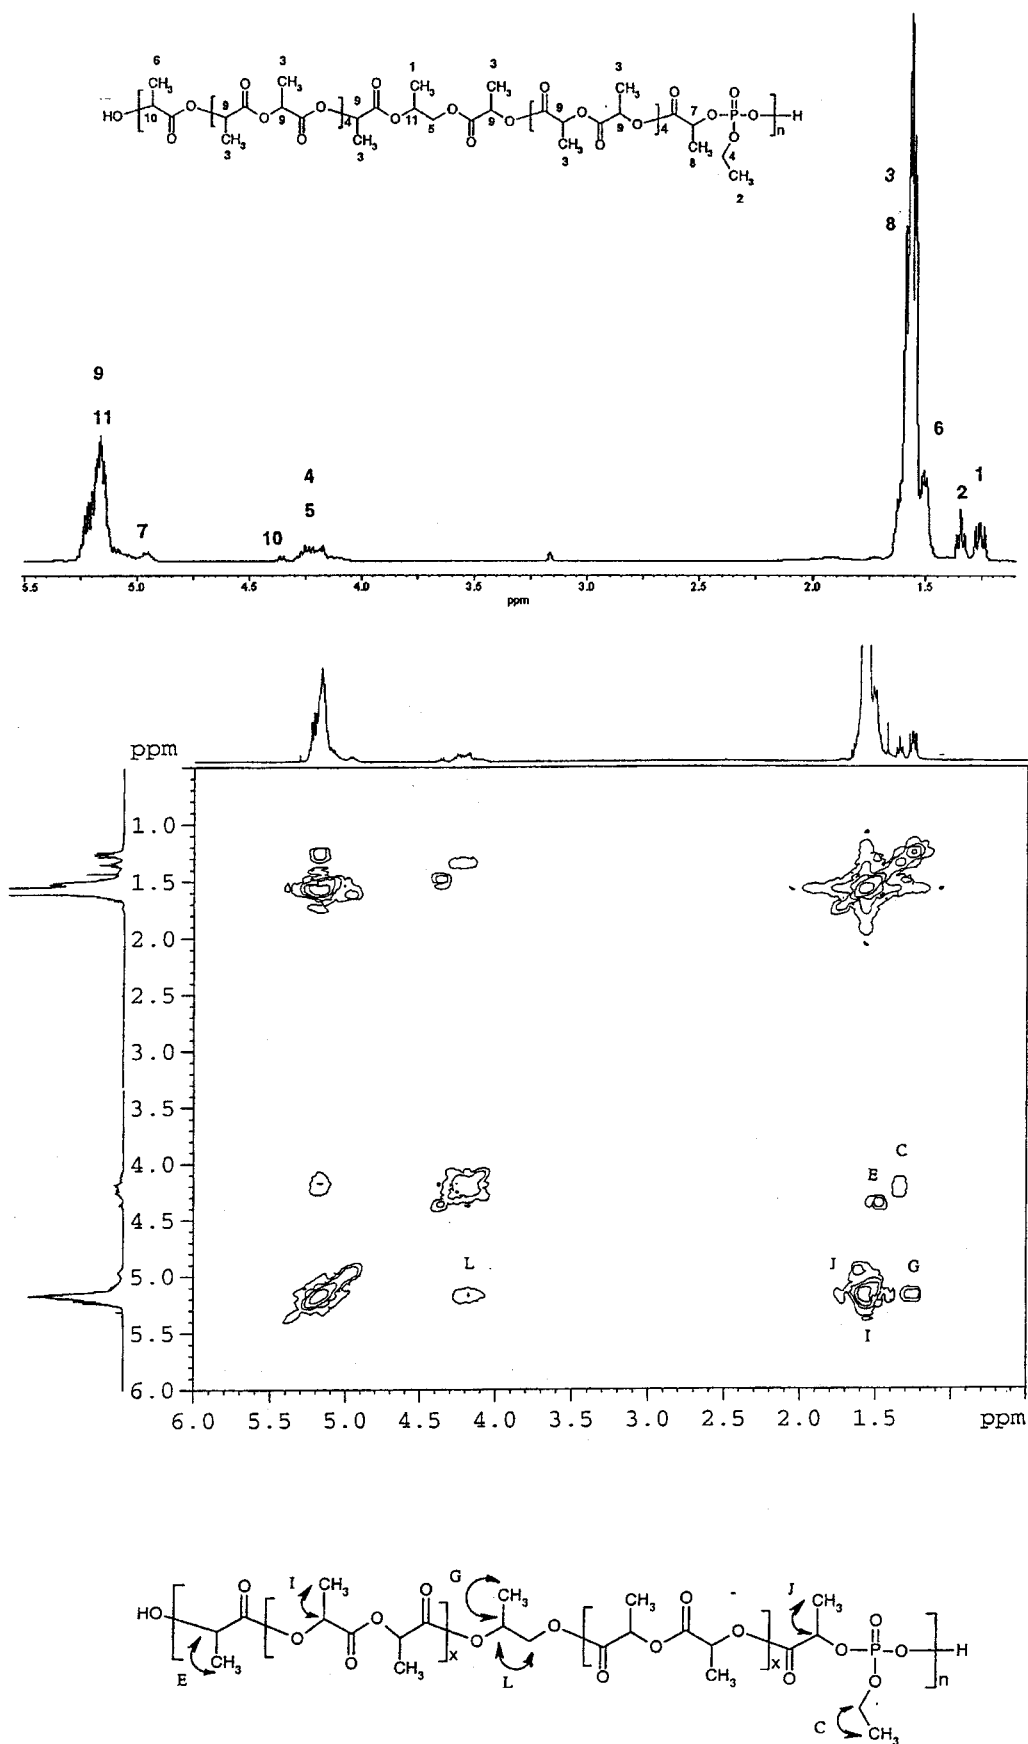 6 3 1 3 3
CH₃ CH₃ O 9 O CH₃ O CH₃ O CH₃ O 7 O
HO 10 O O 9 O O 9 O 4 O 11 O 5 O 9 O 9 O O 9 O 4 O P O n H
O CH₃ O CH₃ O CH₃ O CH₃ O 4
3 3 3 8 CH₃
2
3
8
9
11
6
4
5
1
2
7
10
5.5 5.0 4.5 4.0 3.5 3.0 2.5 2.0 1.5
ppm
ppm
1.0
1.5
2.0
2.5
3.0
3.5
4.0 C
E
4.5
L J G
5.0
5.5 I
6.0
6.0 5.5 5.0 4.5 4.0 3.5 3.0 2.5 2.0 1.5 ppm
O I CH₃ O G CH₃ CH₃ O J CH₃ O
HO O O x O O O O x O P O H
E CH₃ O CH₃ L O CH₃ O O n
C CH₃